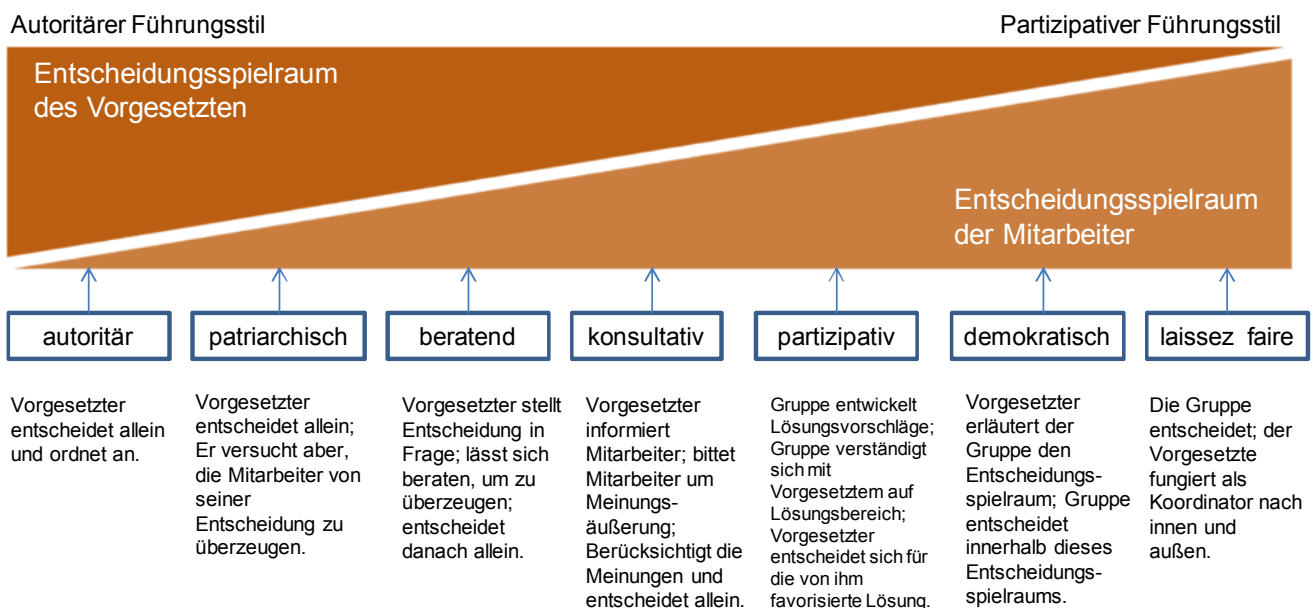 Autoritärer Führungsstil
Partizipativer Führungsstil
Entscheidungsspielraum
des Vorgesetzten
Entscheidungsspielraum
der Mitarbeiter
autoritär
patriarchisch
beratend
konsultativ
partizipativ
demokratisch
laissez faire
Vorgesetzter
entscheidet allein
und ordnet an.
Vorgesetzter
entscheidet allein;
Er versucht aber,
die Mitarbeiter von
seiner
Entscheidung zu
überzeugen.
Vorgesetzter stellt
Entscheidung in
Frage; lässt sich
beraten, um zu
überzeugen;
entscheidet
danach allein.
Vorgesetzter
informiert
Mitarbeiter; bittet
Mitarbeiter um
Meinungs-
äußerung;
Berücksichtigt die
Meinungen und
entscheidet allein.
Gruppe entwickelt
Lösungsvorschläge;
Gruppe verständigt
sich mit
Vorgesetztem auf
Lösungsbereich;
Vorgesetzter
entscheidet sich für
die von ihm
favorisierte Lösung.
Vorgesetzter
erläutert der
Gruppe den
Entscheidungs-
spielraum; Gruppe
entscheidet
innerhalb dieses
Entscheidungs-
spielraums.
Die Gruppe
entscheidet; der
Vorgesetzte
fungiert als
Koordinator nach
innen und
außen.